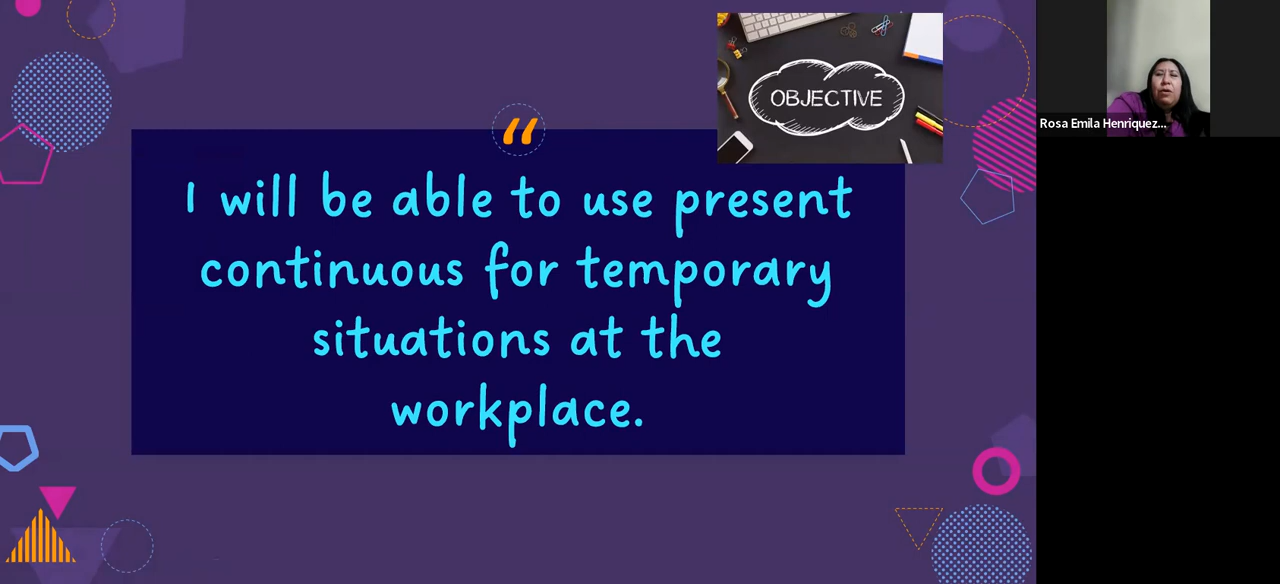 OBJECTIVE
“
I will be able to use present
continuous for temporary
situations at the
workplace.
Rosa Emila Henriquez...